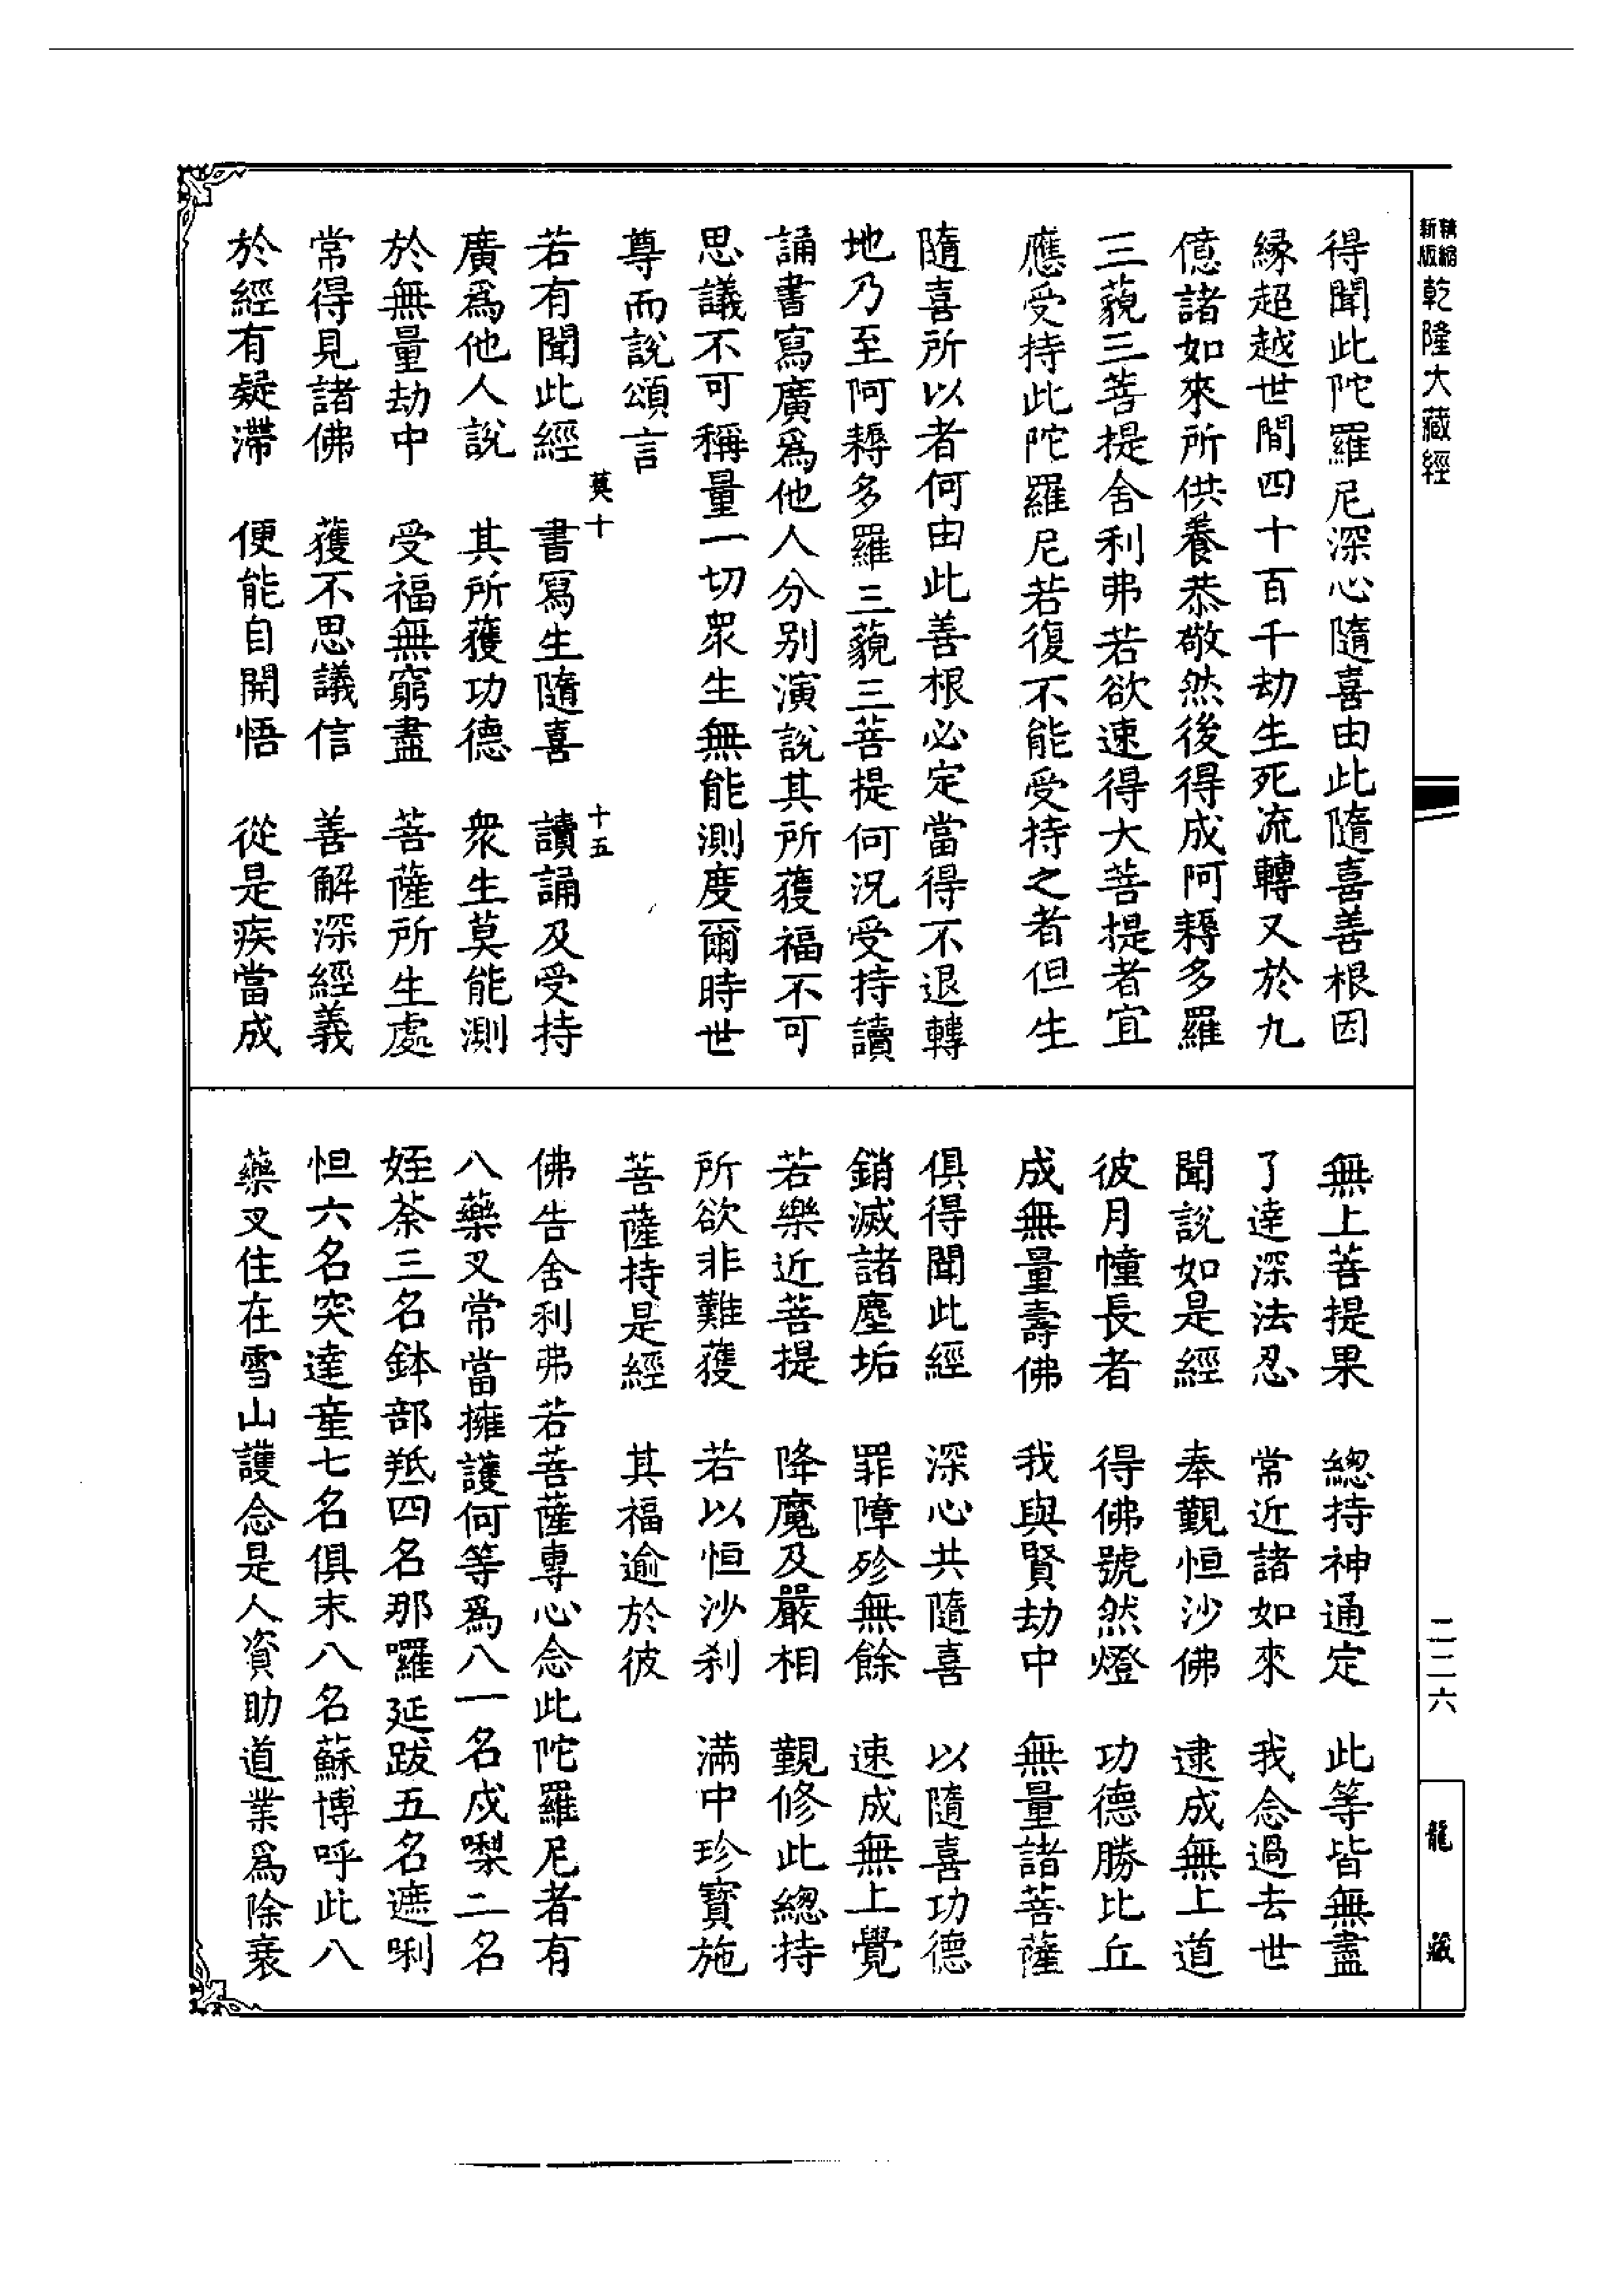 新版 精縮 乾隆大藏經
得聞此陀羅尼深心隨喜由此隨喜善根因
緣超越世間四十百千劫生死流轉又於九
億諸如來所供養恭敬然後得成阿耨多羅
三藐三菩提舍利弗若欲速得大菩提者宜
應受持此陀羅尼若復不能受持之者但生
隨喜所以者何由此善根必定當得不退轉
地乃至阿耨多羅三藐三菩提何況受持讀
誦書寫廣爲他人分別演說其所獲福不可
思議不可稱量一切衆生無能測度爾時世
尊而說頌言
莫十 十五
若有聞此經 書寫生隨喜 讀誦及受持
廣爲他人說 其所獲功德 衆生莫能測
於無量劫中 受福無窮盡 菩薩所生處
常得見諸佛 獲不思議信 善解深經義
於經有疑滯 便能自開悟 從是疾當成
無上菩提果 總持神通定 此等皆無盡
了達深法忍 常近諸如來 我念過去世
聞說如是經 奉覲恒沙佛 逮成無上道
彼月幢長者 得佛號然燈 功德勝比丘
成無量壽佛 我與賢劫中 無量諸菩薩
俱得聞此經 深心共隨喜 以隨喜功德
銷滅諸塵垢 罪障殄無餘 速成無上覺
若樂近菩提 降魔及嚴相 覲修此總持
所欲非難獲 若以恒沙刹 滿中珍寶施
菩薩持是經 其福逾於彼
佛告舍利弗若菩薩專心念此陀羅尼者有
八藥叉常當擁護何等爲八一名戍㗚二名
姪荼三名鉢部羝四名那囉延跋五名遮唎
怛六名突達童七名俱末八名蘇博呼此八
藥叉住在雪山護念是人資助道業爲除衰
二二六
龍藏